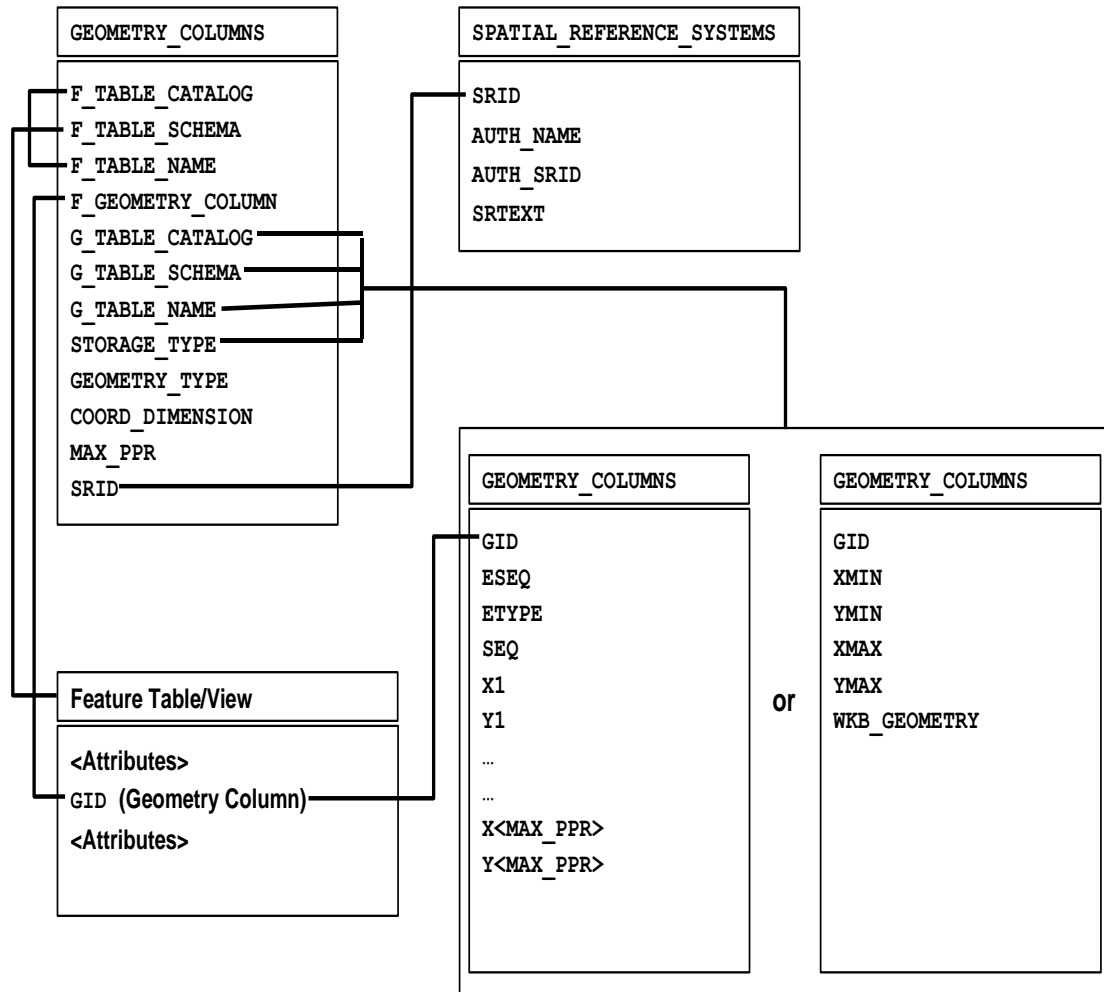 GEOMETRY_COLUMNS
F_TABLE_CATALOG
F_TABLE_SCHEMA
F_TABLE_NAME
F_GEOMETRY_COLUMN
G_TABLE_CATALOG
G_TABLE_SCHEMA
G_TABLE_NAME
STORAGE_TYPE
GEOMETRY_TYPE
COORD_DIMENSION
MAX_PPR
SRID
SPATIAL_REFERENCE_SYSTEMS
SRID
AUTH_NAME
AUTH_SRID
SRTEXT
Feature Table/View
<Attributes>
GID (Geometry Column)
<Attributes>
GEOMETRY_COLUMNS
GID
ESEQ
ETYPE
SEQ
X1
Y1
…
…
X<MAX_PPR>
Y<MAX_PPR>
or
GEOMETRY_COLUMNS
GID
XMIN
YMIN
XMAX
YMAX
WKB_GEOMETRY